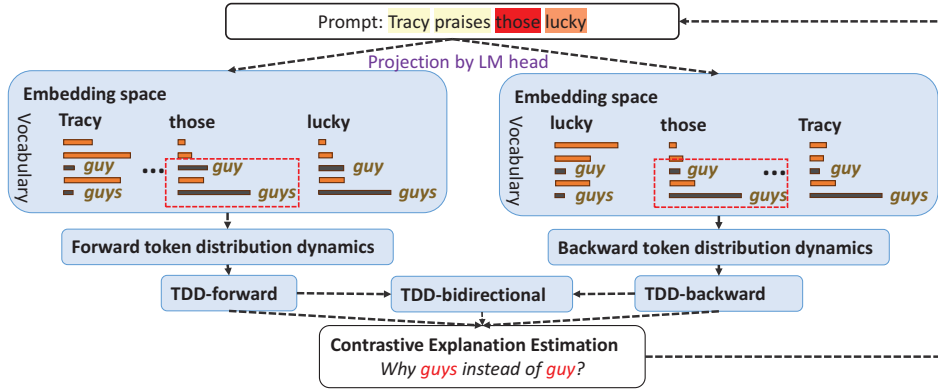 Prompt: Tracy praises those lucky
Projection by LM head
Embedding space
Vocabulary
Tracy
those
lucky
guy
guys
...
guy
guys
guy
guys
Embedding space
Vocabulary
lucky
those
Tracy
guy
guys
guy
guys
...
guy
guys
Forward token distribution dynamics
Backward token distribution dynamics
TDD-forward
TDD-bidirectional
TDD-backward
Contrastive Explanation Estimation
Why guys instead of guy?